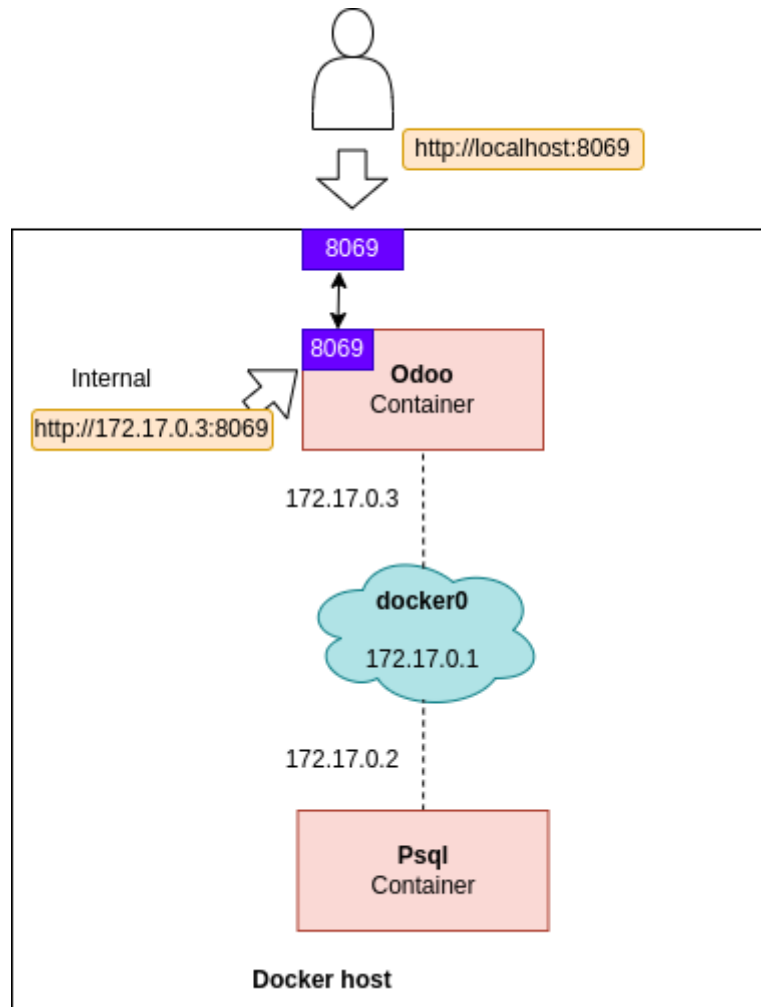 http://localhost:8069
8069
8069
Odoo
Container
Internal
http://172.17.0.3:8069
172.17.0.3
docker0
172.17.0.1
172.17.0.2
Psql
Container
Docker host